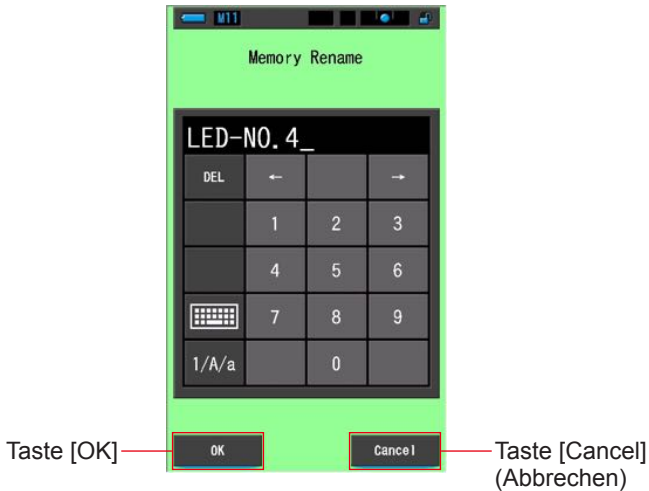 M11
Memory Rename
LED-NO.4_
DEL ← →
1 2 3
4 5 6
7 8 9
1/A/a 0
Taste [OK] OK Cancel Taste [Cancel]
(Abbrechen)